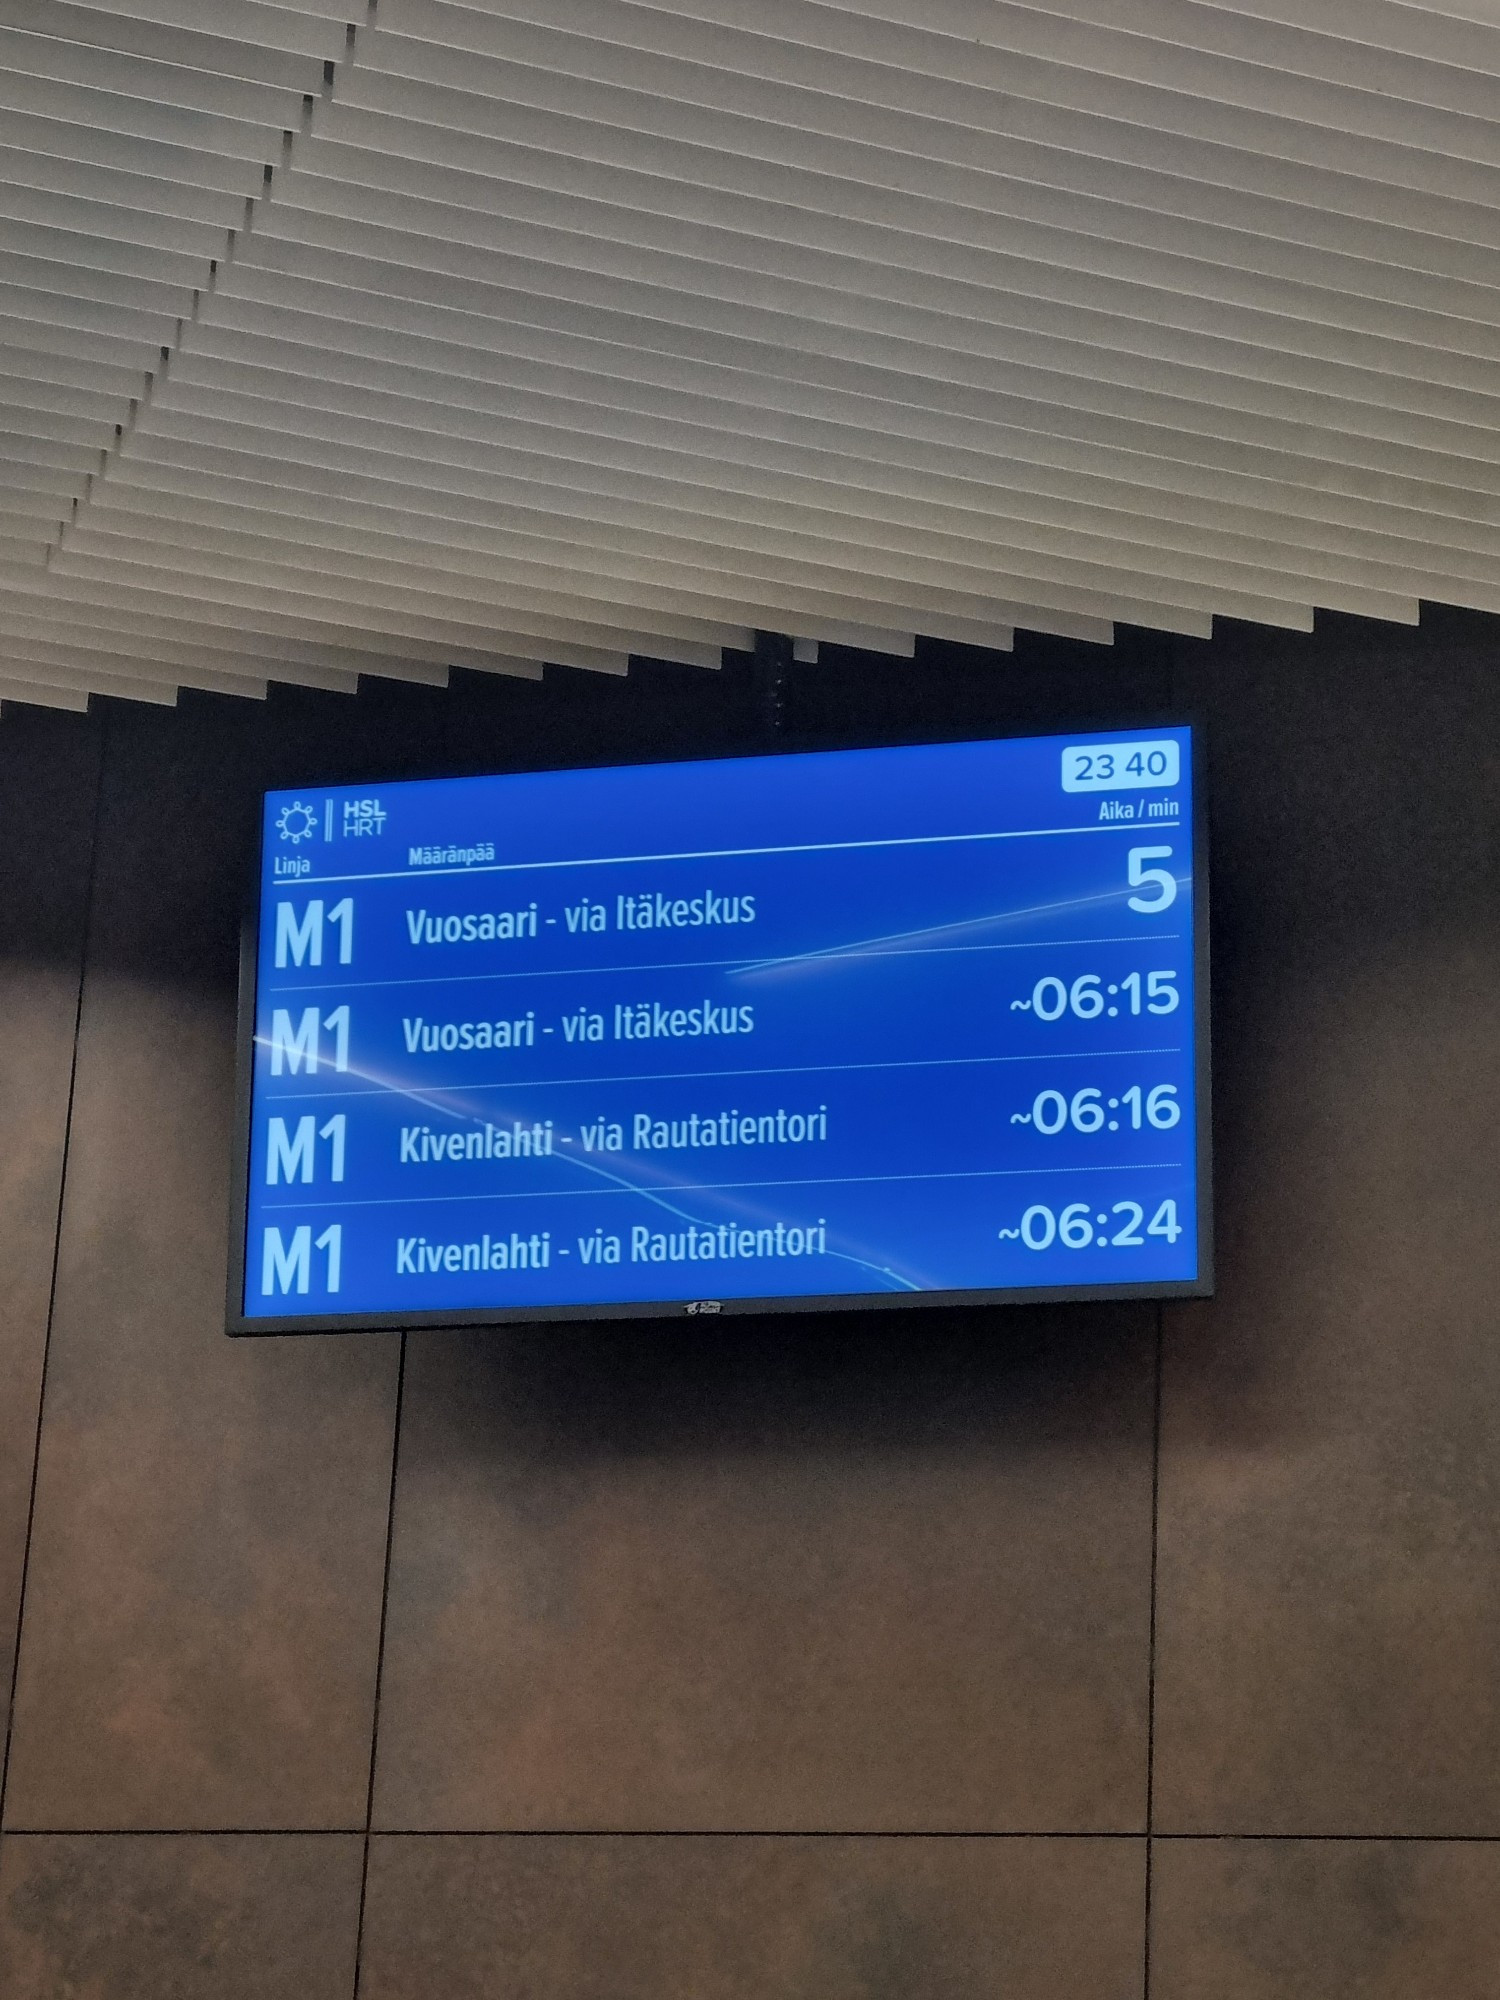 23 40
HSL
HRT
Linja Määränpää Aika / min
M1 Vuosaari - via Itäkeskus 5
M1 Vuosaari - via Itäkeskus ~06:15
M1 Kivenlahti - via Rautatientori ~06:16
M1 Kivenlahti - via Rautatientori ~06:24